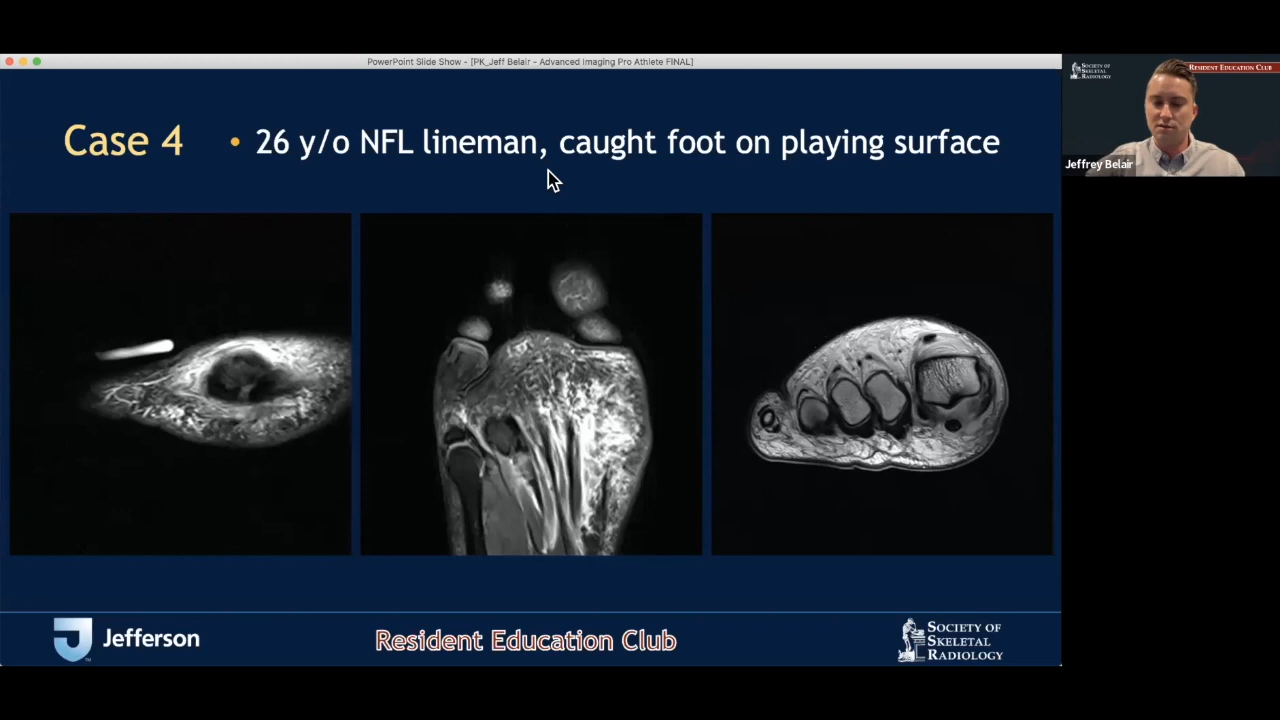 PowerPoint Slide Show - [PK_Jeff Belair - Advanced Imaging Pro Athlete FINAL]
Society of
Skeletal
Radiology
Resident Education Club
Jeffrey Belair
Case 4
• 26 y/o NFL lineman, caught foot on playing surface
Jefferson
TM
Resident Education Club
Society of
Skeletal
Radiology